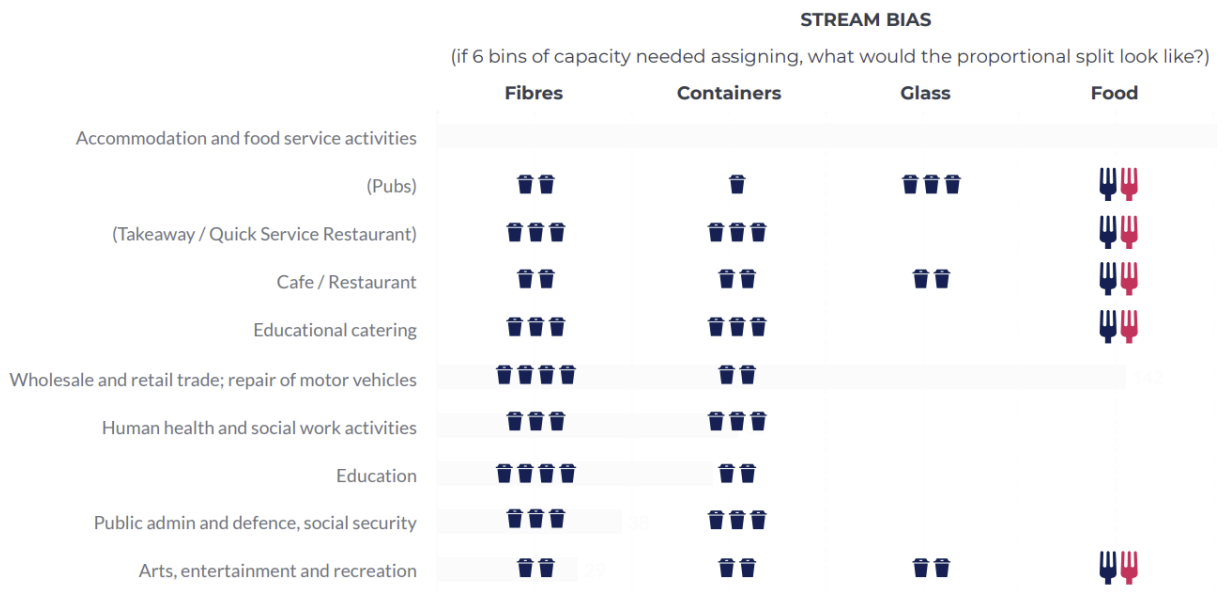 STREAM BIAS
(if 6 bins of capacity needed assigning, what would the proportional split look like?)
Fibres Containers Glass Food
Accommodation and food service activities
(Pubs)
(Takeaway / Quick Service Restaurant)
Cafe / Restaurant
Educational catering
Wholesale and retail trade; repair of motor vehicles
Human health and social work activities
Education
Public admin and defence, social security
Arts, entertainment and recreation